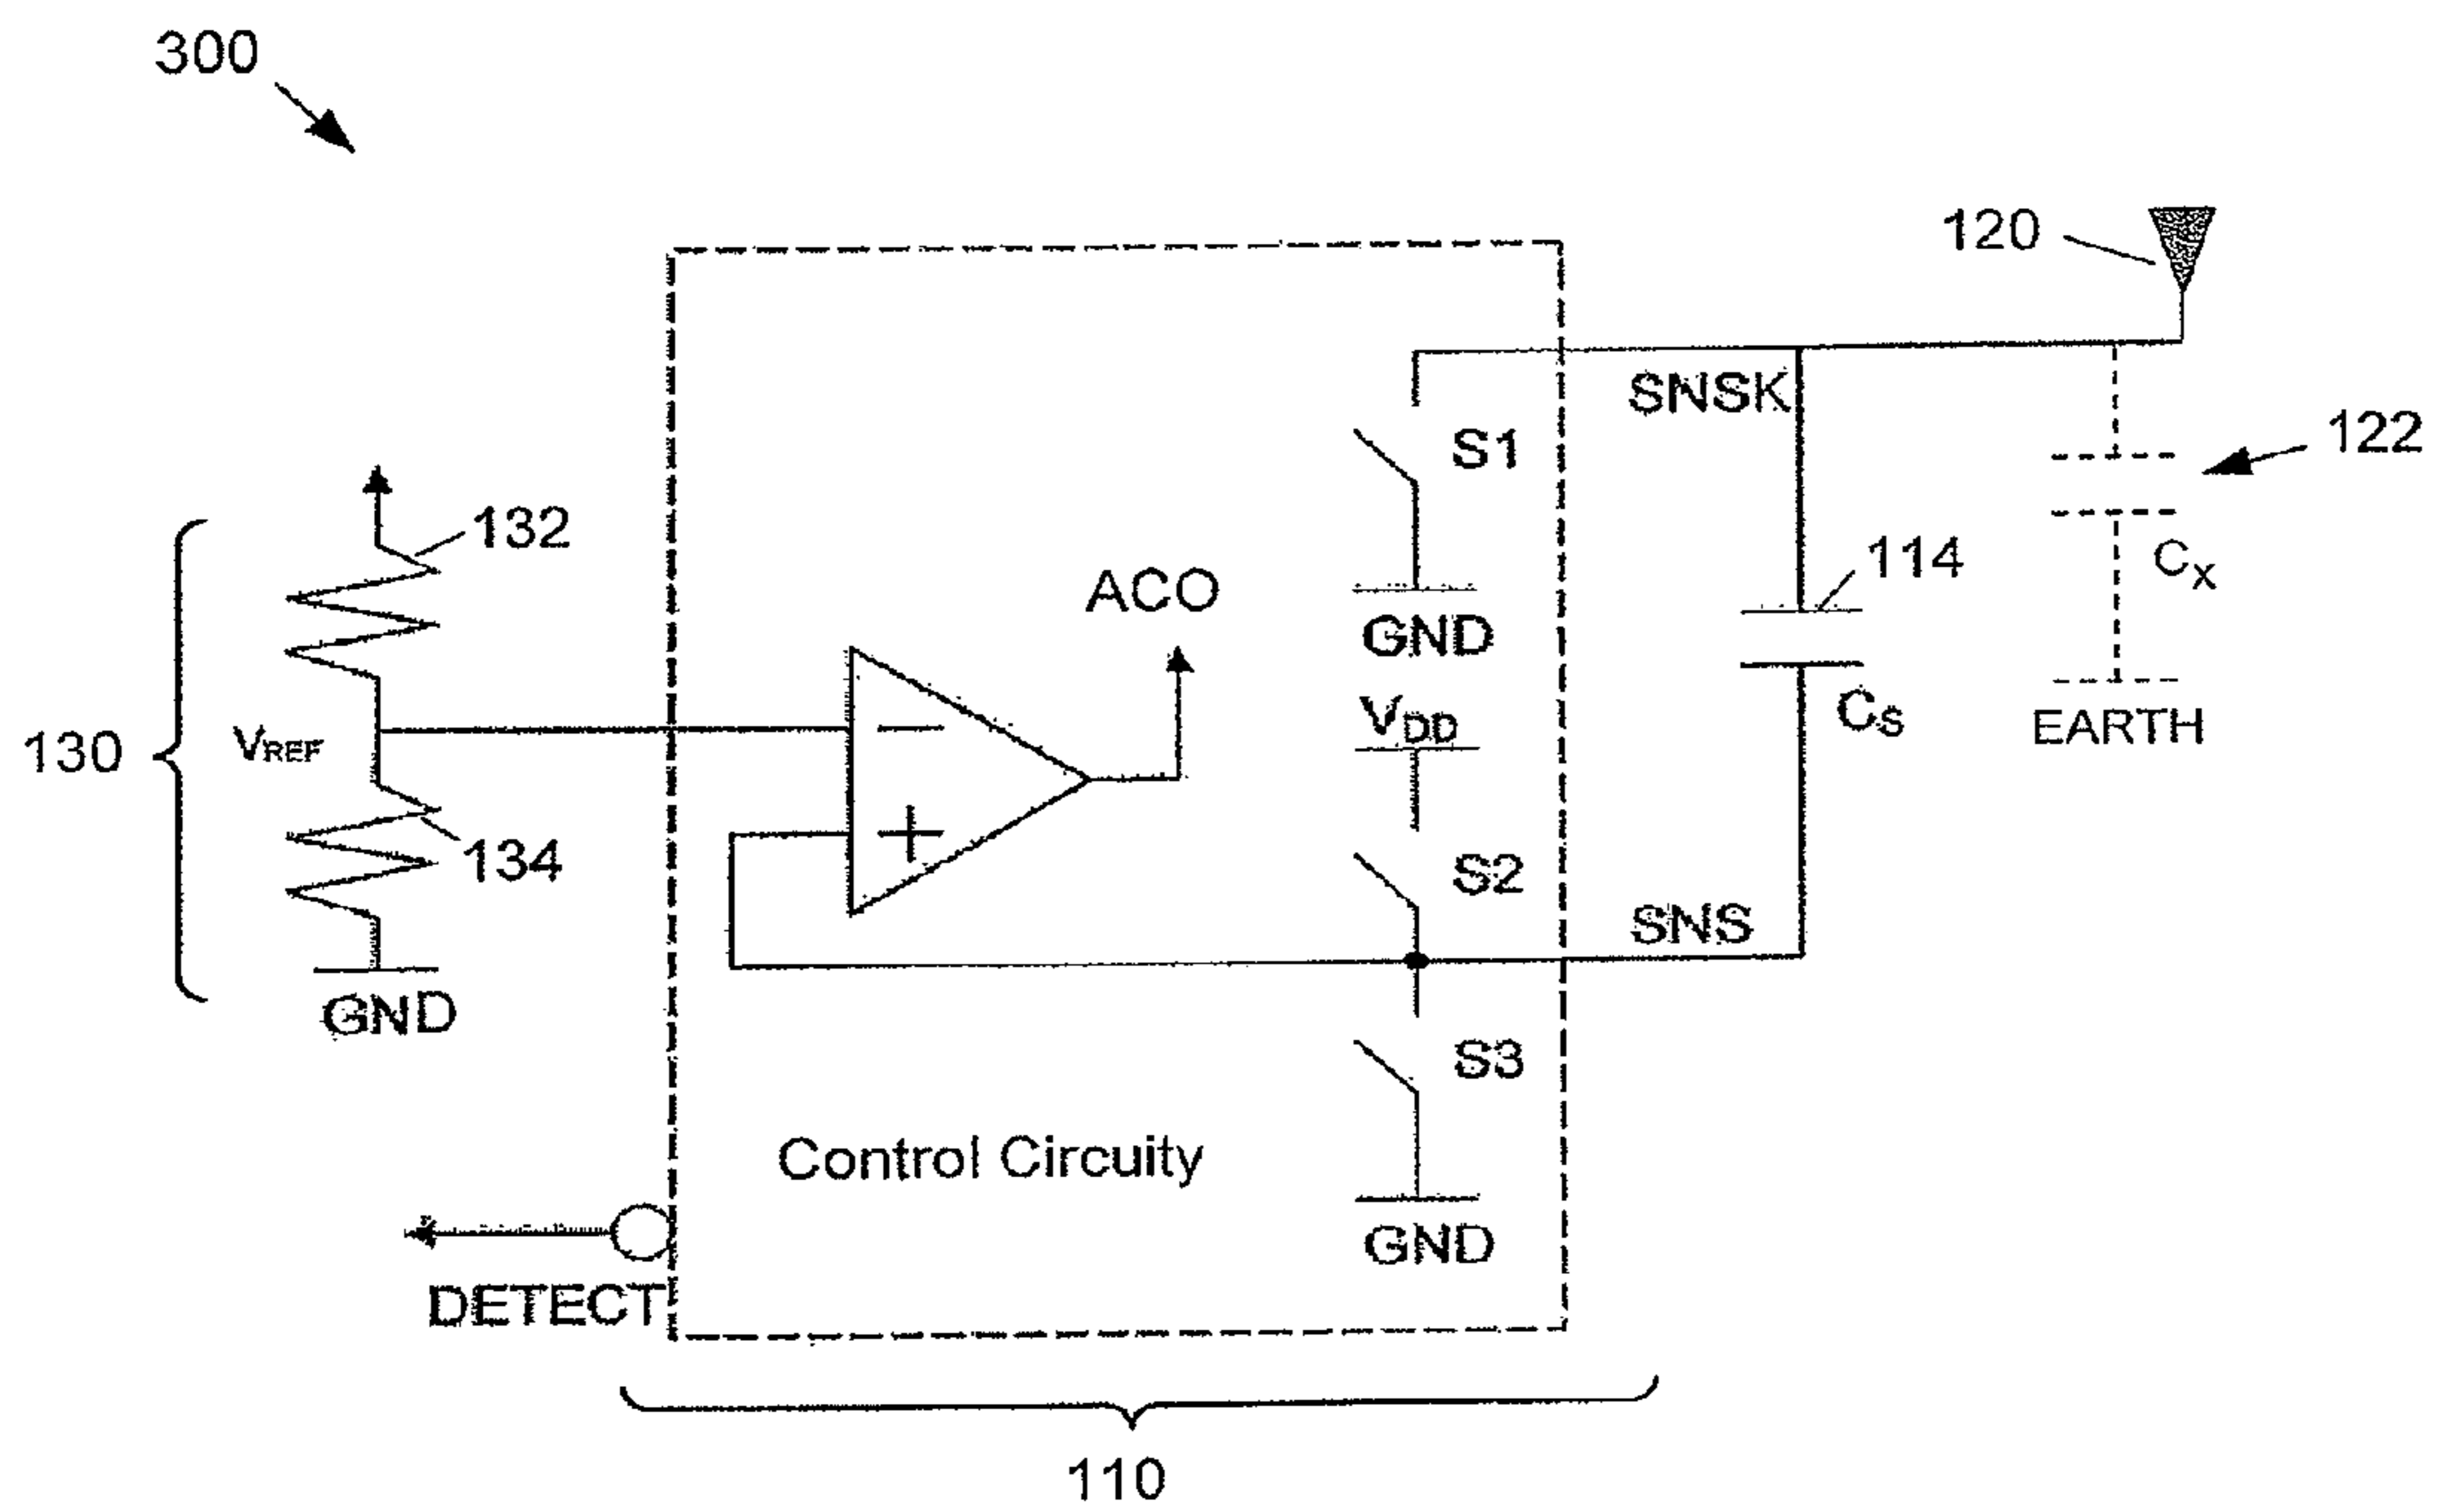 300
120
SNSK
122
S1
132
114
Cx
ACO
GND
VDD
Cs
EARTH
130
VREF
−
+
134
S2
SNS
GND
S3
Control Circuity
GND
DETECT
110